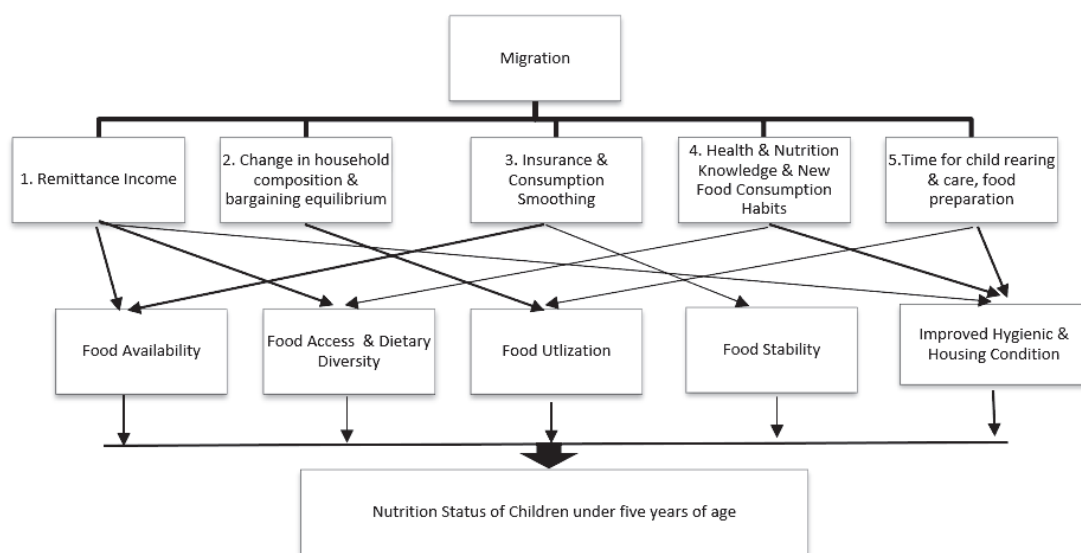 Migration
1. Remittance Income
2. Change in household
composition &
bargaining equilibrium
3. Insurance &
Consumption
Smoothing
4. Health & Nutrition
Knowledge & New
Food Consumption
Habits
5.Time for child rearing
& care, food
preparation
Food Availability
Food Access & Dietary
Diversity
Food Utlization
Food Stability
Improved Hygienic &
Housing Condition
Nutrition Status of Children under five years of age